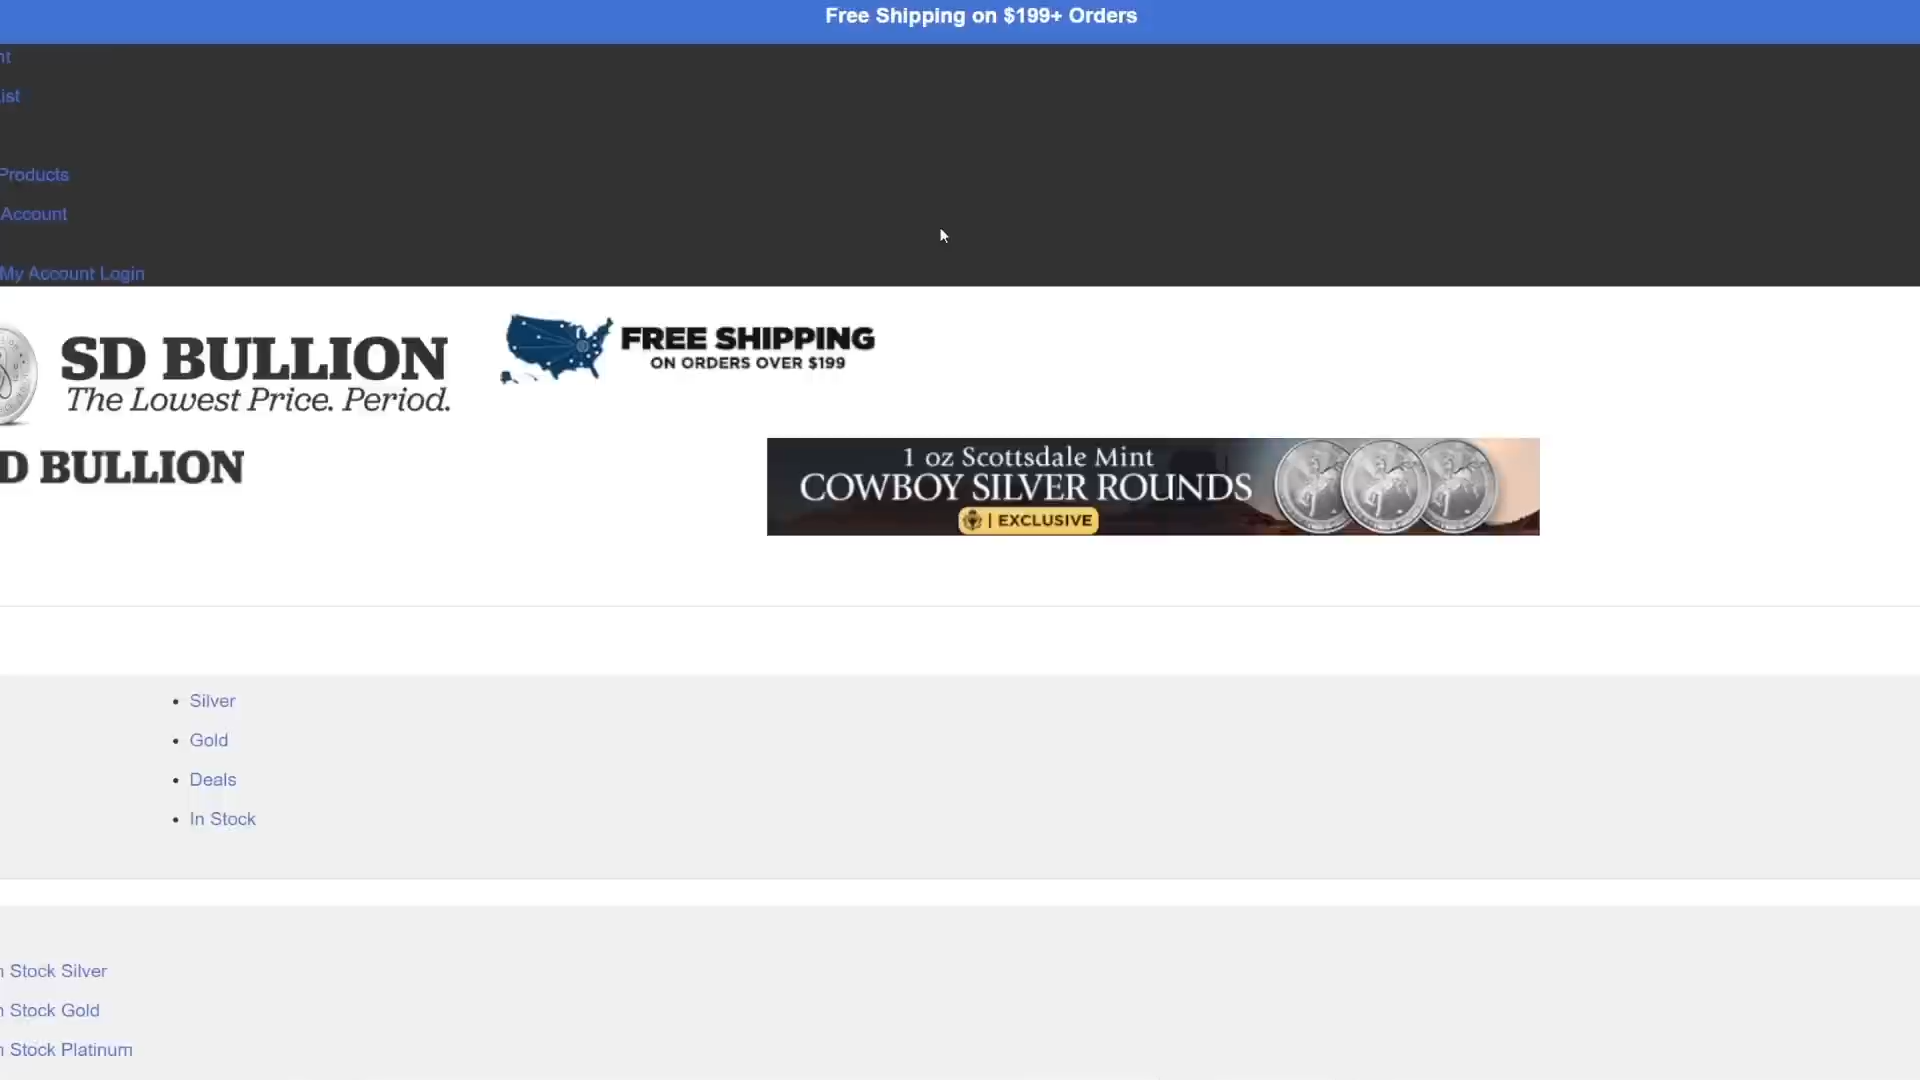 Free Shipping on $199+ Orders
nt
ist
Products
Account
My Account Login
SD BULLION
The Lowest Price. Period.
FREE SHIPPING
ON ORDERS OVER $199
D BULLION
1 oz Scottsdale Mint
COWBOY SILVER ROUNDS
| EXCLUSIVE
• Silver
• Gold
• Deals
• In Stock
n Stock Silver
n Stock Gold
n Stock Platinum